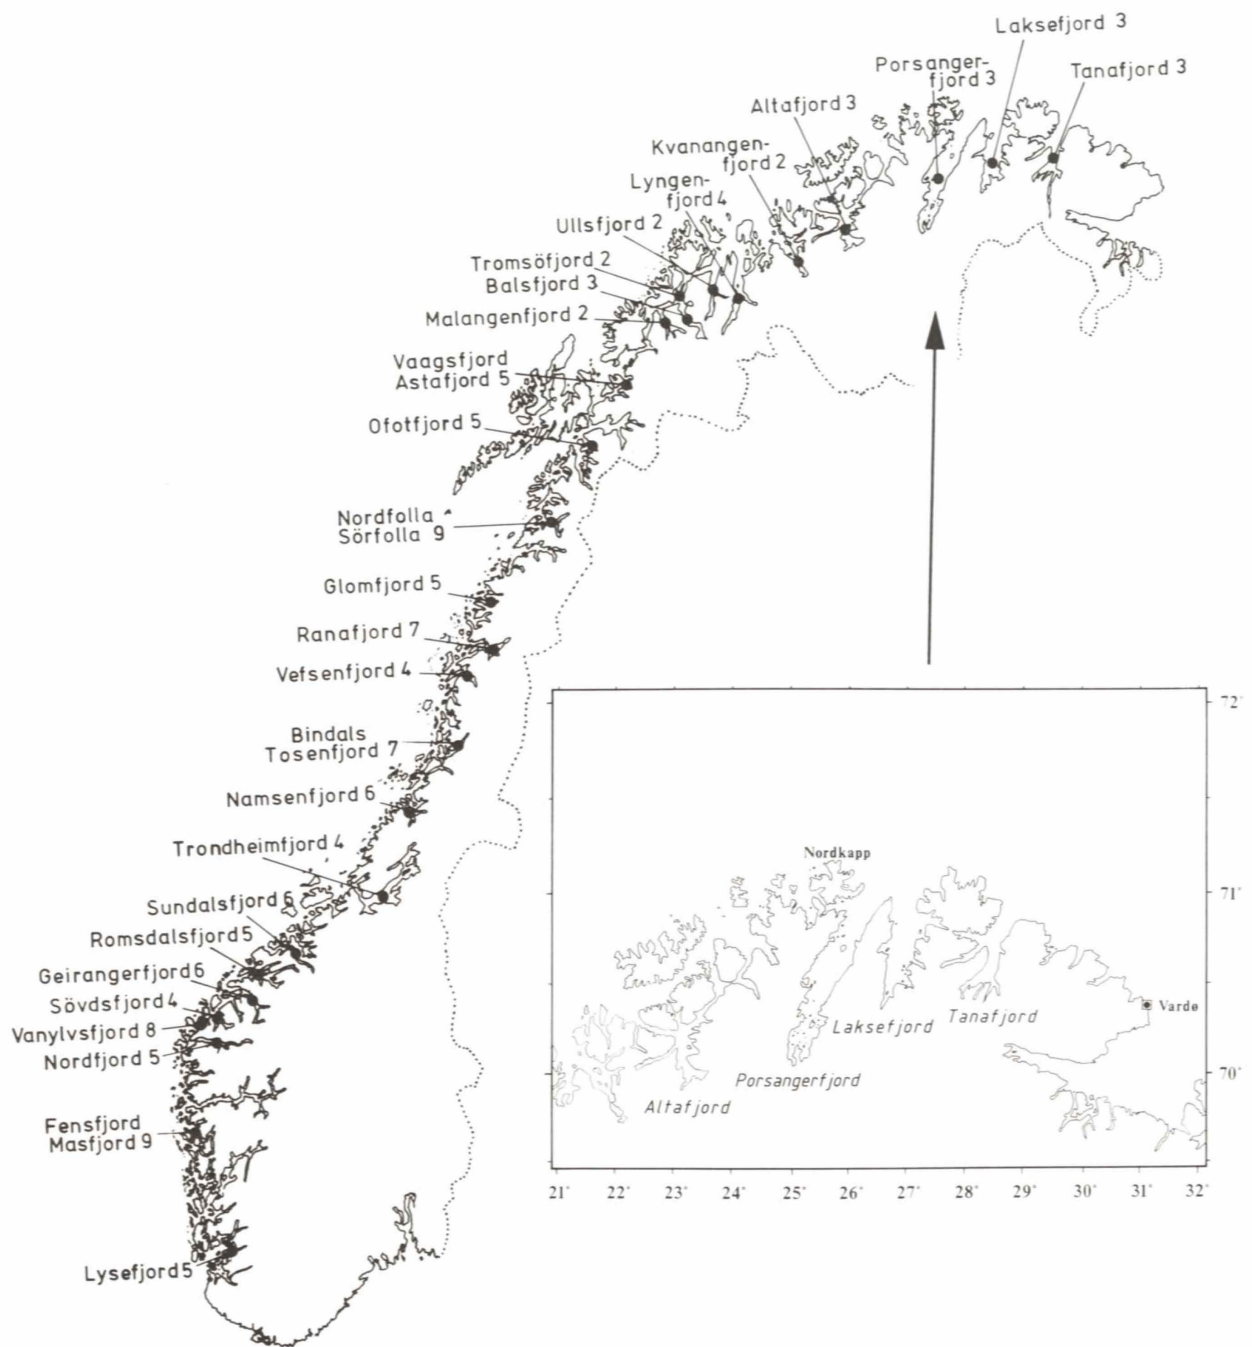 Laksefjord 3
Porsanger-
fjord 3
Tanafjord 3
Altafjord 3
Kvanangen-
fjord 2
Lyngen-
fjord 4
Ullsfjord 2
Tromsöfjord 2
Balsfjord 3
Malangenfjord 2
Vaagsfjord
Astafjord 5
Ofotfjord 5
Nordfolla
Sörfolla 9
Glomfjord 5
Ranafjord 7
Vefsenfjord 4
Bindals
Tosenfjord 7
Namsenfjord 6
Trondheimfjord 4
Sundalsfjord 6
Romsdalsfjord 5
Geirangerfjord 6
Sövdsfjord 4
Vanylvsfjord 8
Nordfjord 5
Fensfjord
Masfjord 9
Lysefjord 5
72°
Nordkapp
71°
Vardø
Tanafjord
Laksefjord
70°
Porsangerfjord
Altafjord
21° 22° 23° 24° 25° 26° 27° 28° 29° 30° 31° 32°